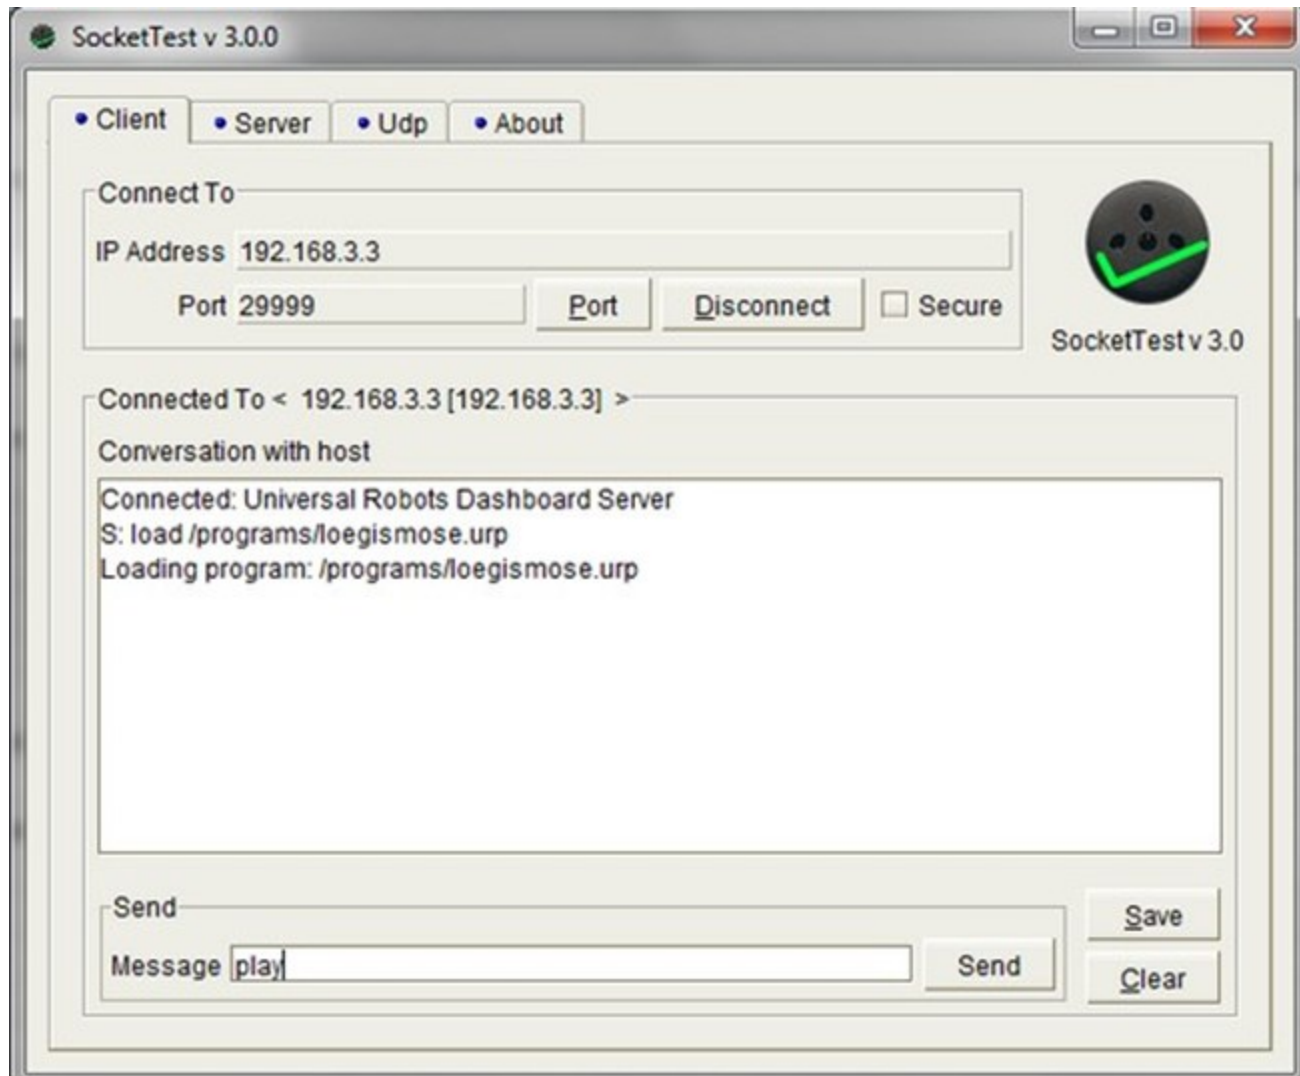 SocketTest v 3.0.0
Client Server Udp About
Connect To
IP Address 192.168.3.3
Port 29999 Port Disconnect Secure
SocketTest v 3.0
Connected To < 192.168.3.3 [192.168.3.3] >
Conversation with host
Connected: Universal Robots Dashboard Server
S: load /programs/loegismose.urp
Loading program: /programs/loegismose.urp
Send
Message play Send
Save
Clear